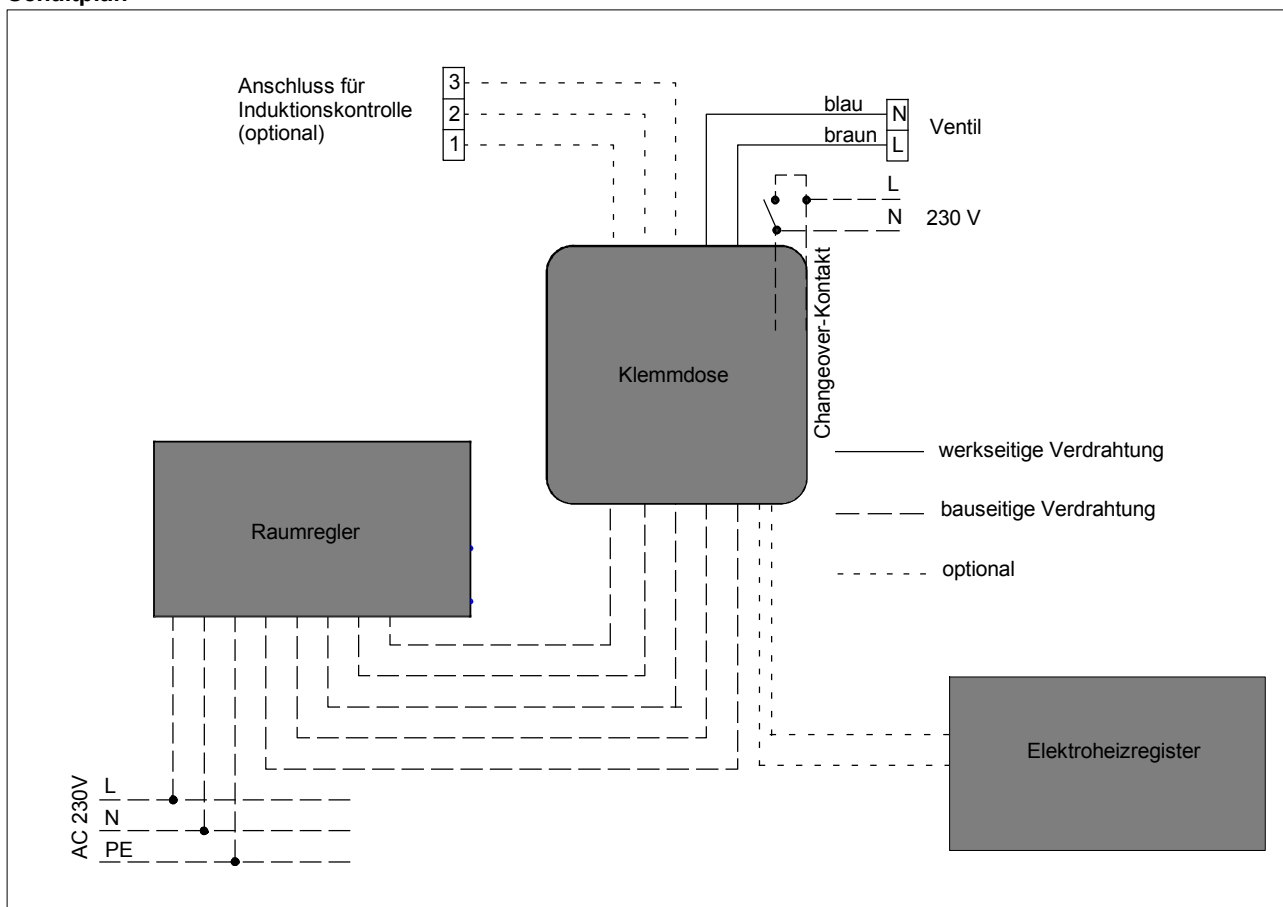 Schaltplan
Anschluss für
Induktionskontrolle
(optional)
3
2
1
blau
braun
N
L
Ventil
L
N
230 V
Changeover-Kontakt
Klemmdose
werkseitige Verdrahtung
bauseitige Verdrahtung
optional
Raumregler
Elektroheizregister
AC 230V
L
N
PE